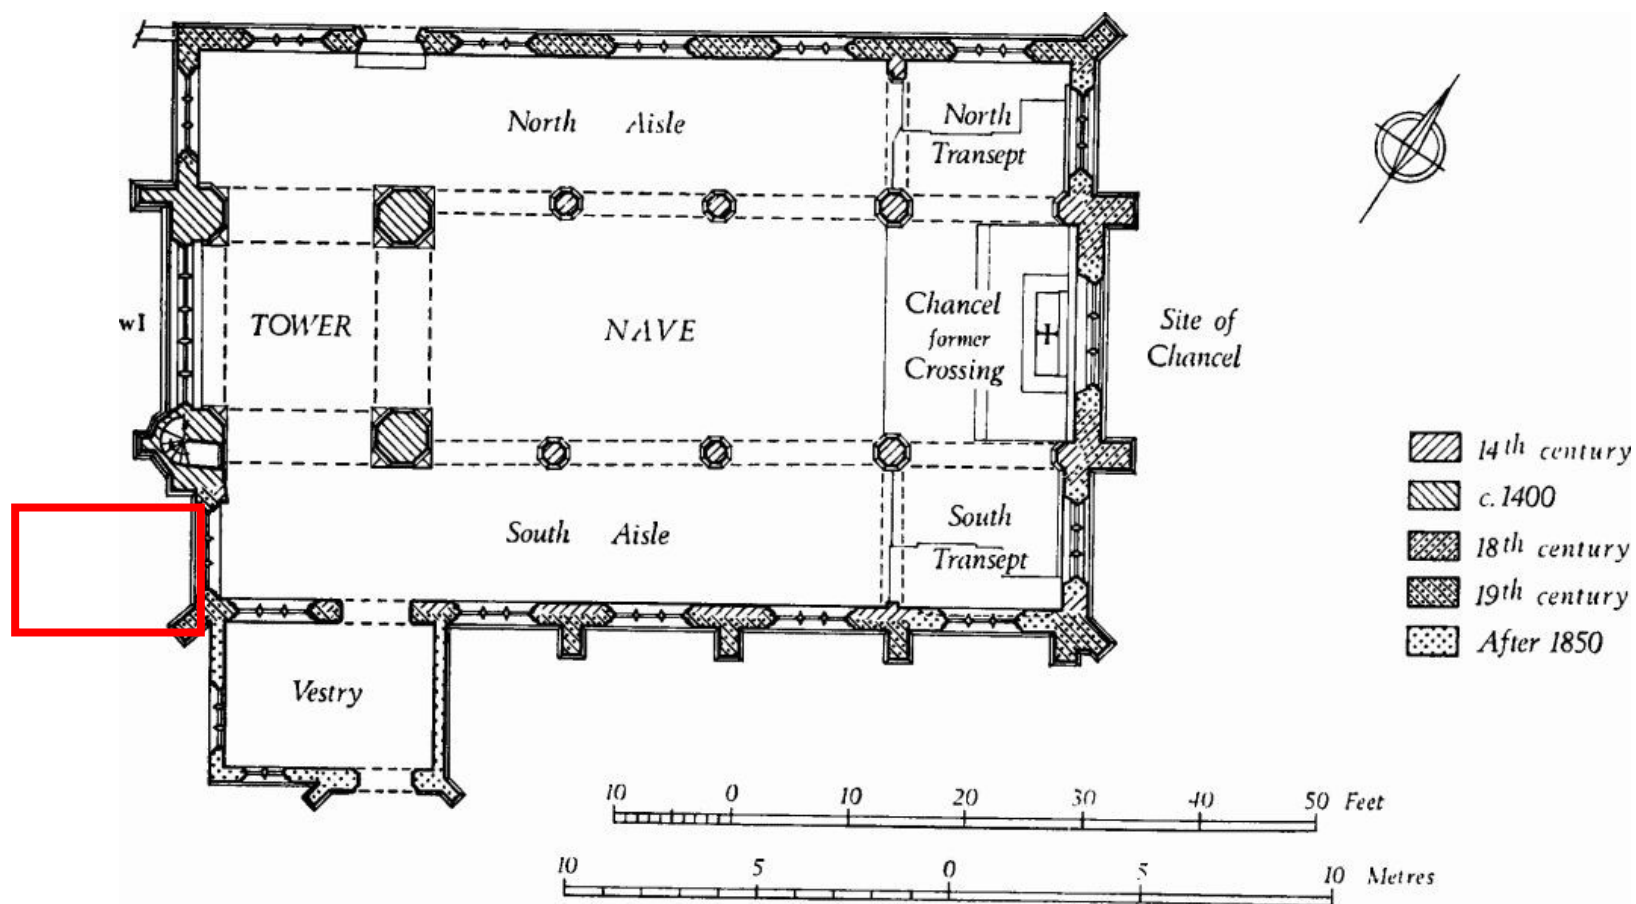 North Aisle
North
Transept
wI
TOWER
NAVE
Chancel
former
Crossing
Site of
Chancel
South Aisle
South
Transept
Vestry
14th century
c.1400
18th century
19th century
After 1850
10 0 10 20 30 40 50 Feet
10 5 0 5 10 Metres